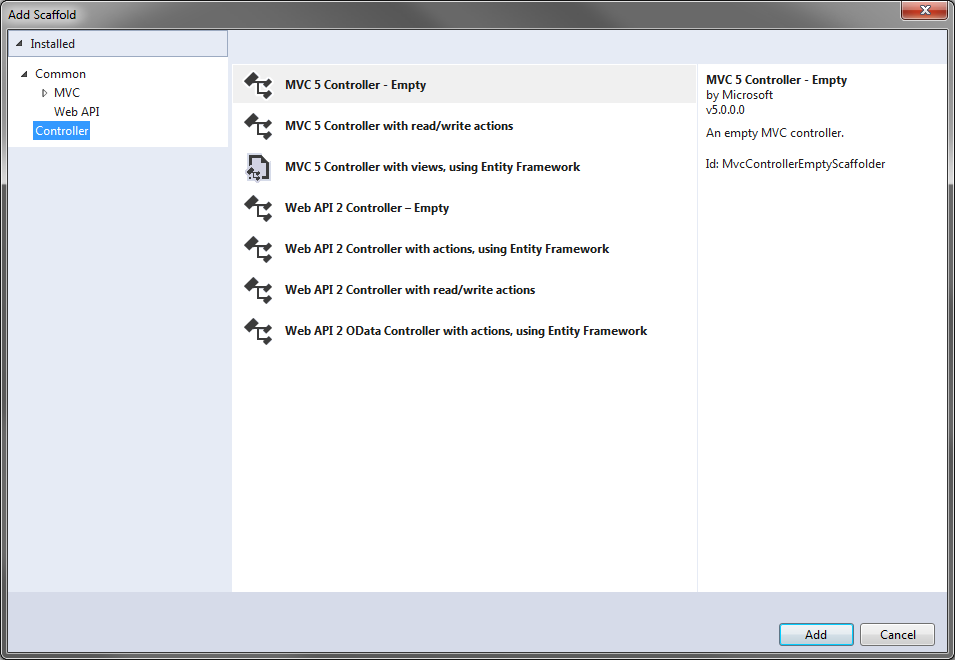 Add Scaffold
Installed
Common
MVC
Web API
Controller
MVC 5 Controller - Empty
MVC 5 Controller with read/write actions
MVC 5 Controller with views, using Entity Framework
Web API 2 Controller – Empty
Web API 2 Controller with actions, using Entity Framework
Web API 2 Controller with read/write actions
Web API 2 OData Controller with actions, using Entity Framework
MVC 5 Controller - Empty
by Microsoft
v5.0.0.0
An empty MVC controller.
Id: MvcControllerEmptyScaffolder
Add
Cancel